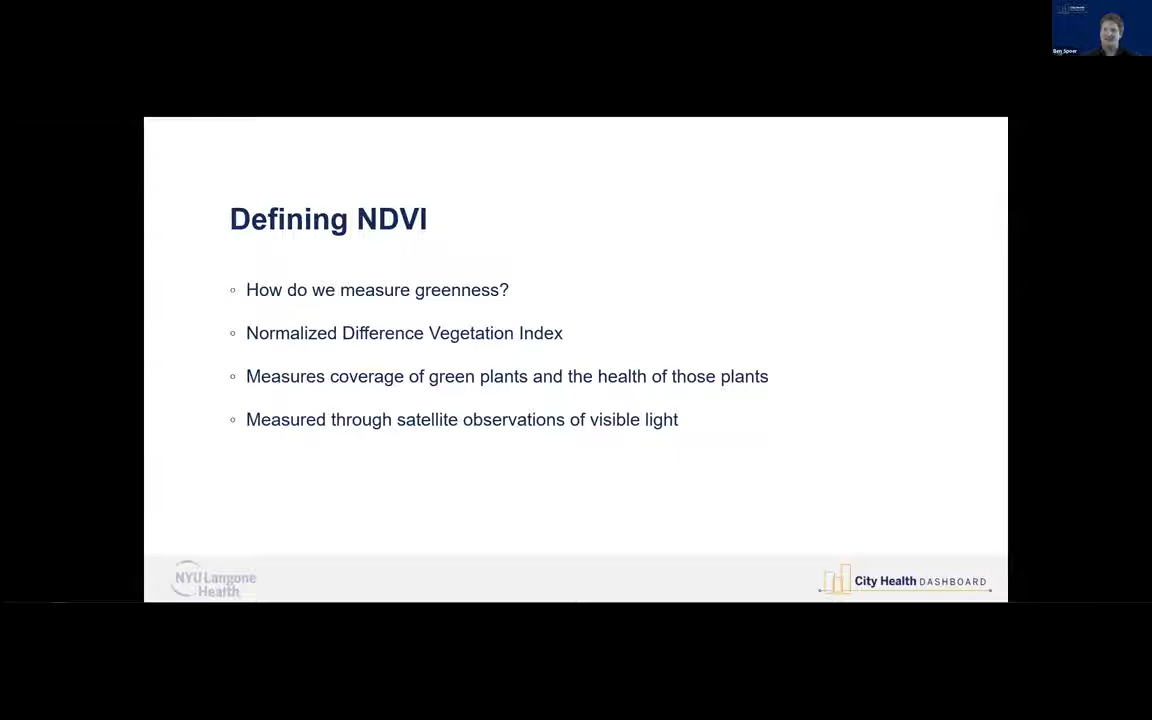 Ben Spoer
Defining NDVI
How do we measure greenness?
Normalized Difference Vegetation Index
Measures coverage of green plants and the health of those plants
Measured through satellite observations of visible light
NYU Langone
Health
City Health DASHBOARD